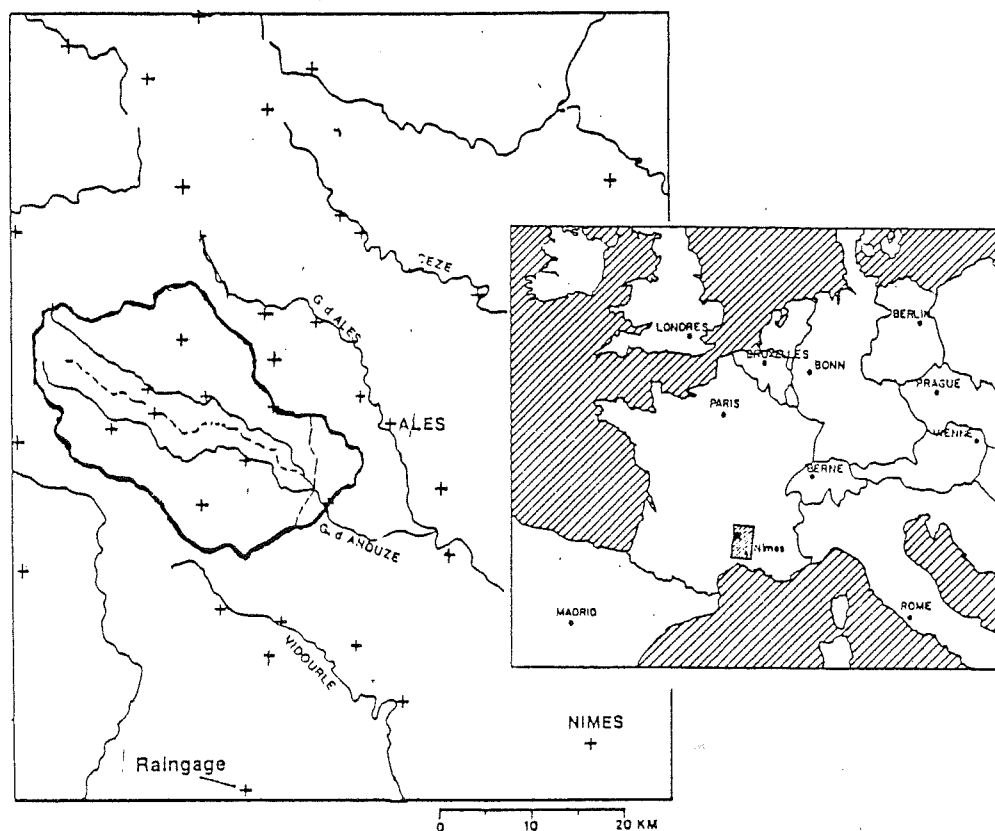 CEZE
G. d ALES
ALES
G. d ANDUZE
VIDOURLE
NIMES
Raingage
0 10 20 KM
LONDRES
BRUXELLES
BONN
BERLIN
PRAGUE
PARIS
VIENNE
BERNE
Nimes
MADRID
ROME